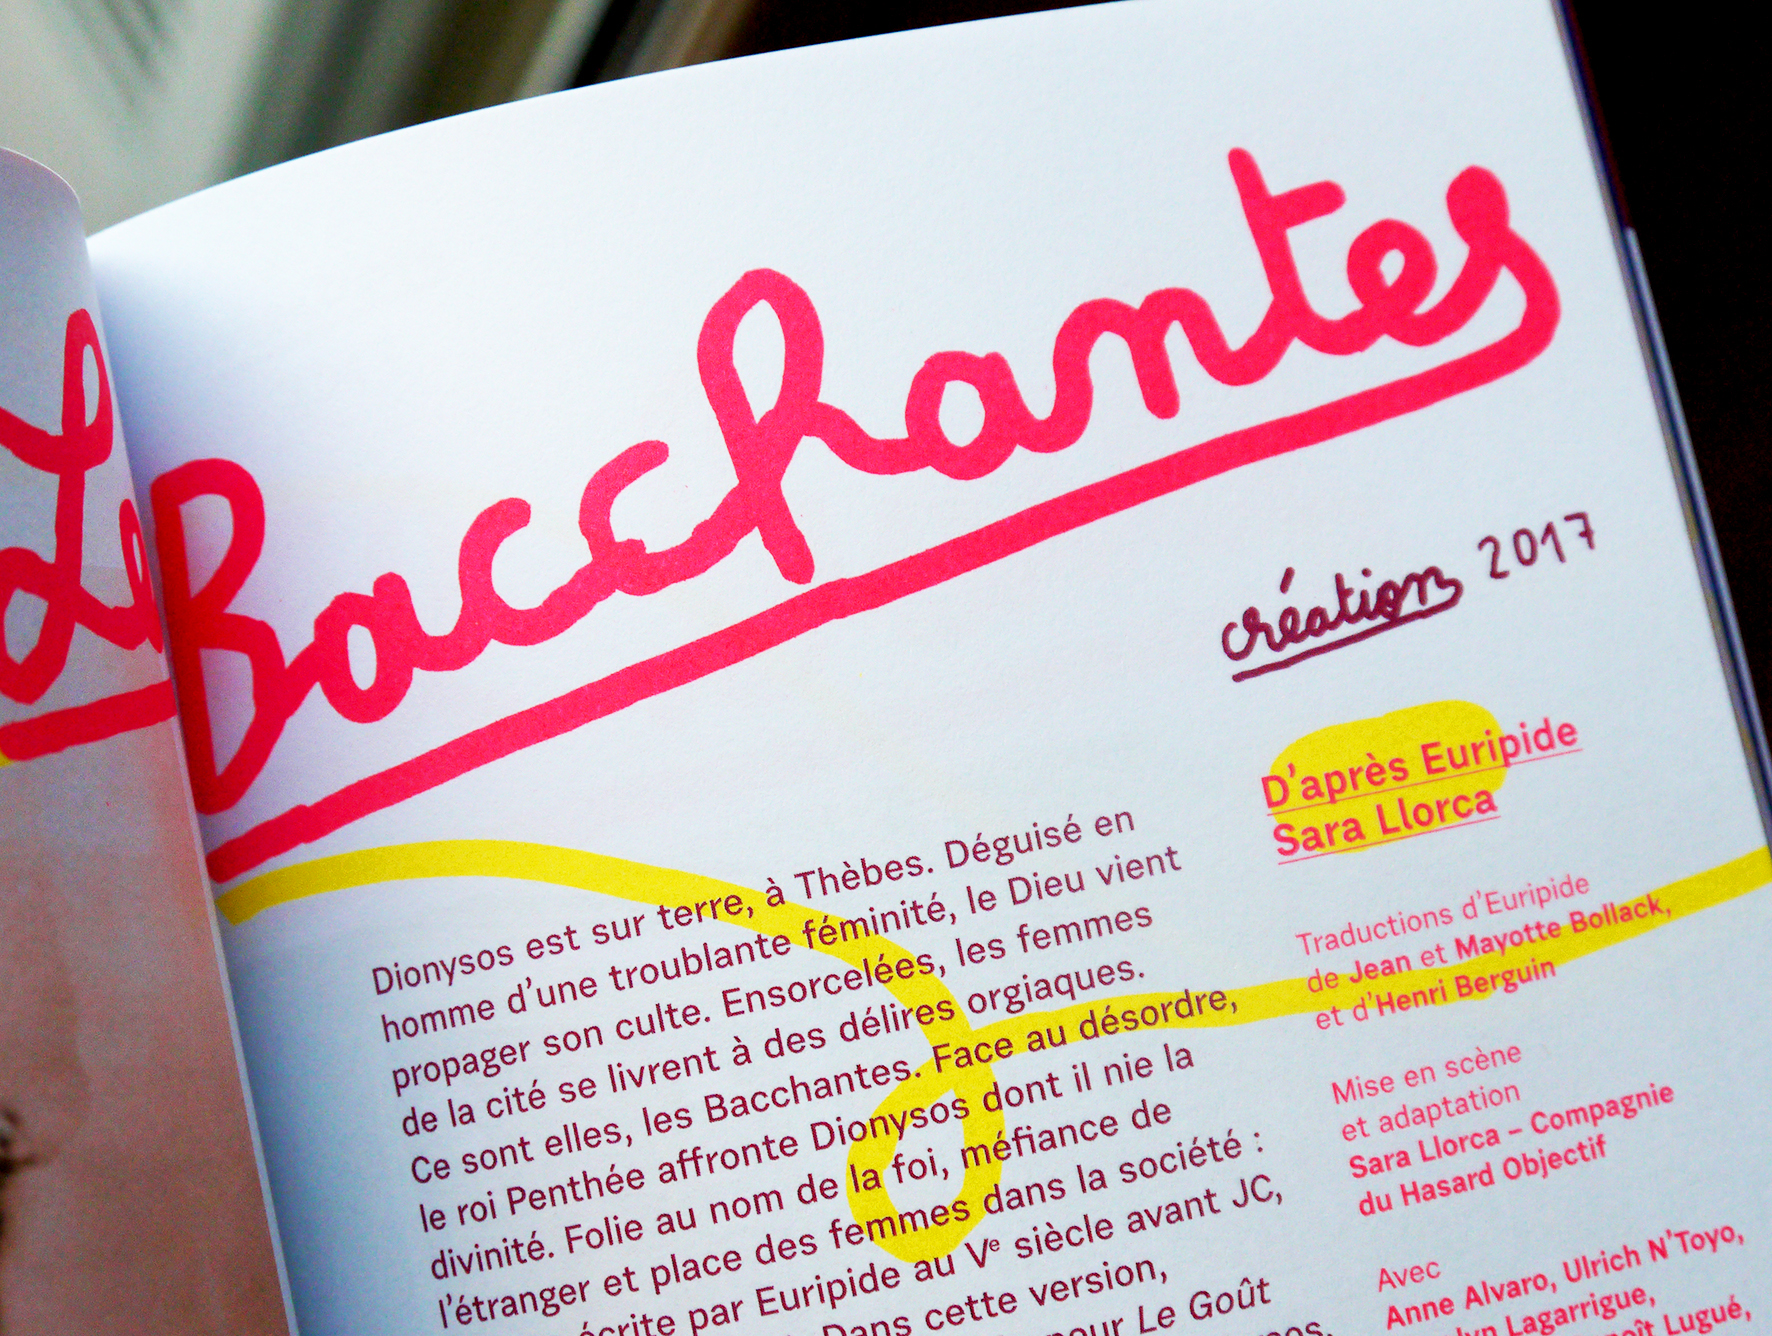 Les
Bacchantes
création 2017
D'après Euripide
Sara Llorca
Dionysos est sur terre, à Thèbes. Déguisé en
homme d'une troublante féminité, le Dieu vient
propager son culte. Ensorcelées, les femmes
de la cité se livrent à des délires orgiaques.
Ce sont elles, les Bacchantes. Face au désordre,
le roi Penthée affronte Dionysos dont il nie la
divinité. Folie au nom de la foi, méfiance de
l'étranger et place des femmes dans la société :
écrite par Euripide au Ve siècle avant JC,
Dans cette version,
pour Le Goût
Traductions d'Euripide
de Jean et Mayotte Bollack,
et d'Henri Berguin
Mise en scène
et adaptation
Sara Llorca – Compagnie
du Hasard Objectif
Avec
Anne Alvaro, Ulrich N'Toyo,
Lagarrigue,
Lugué,